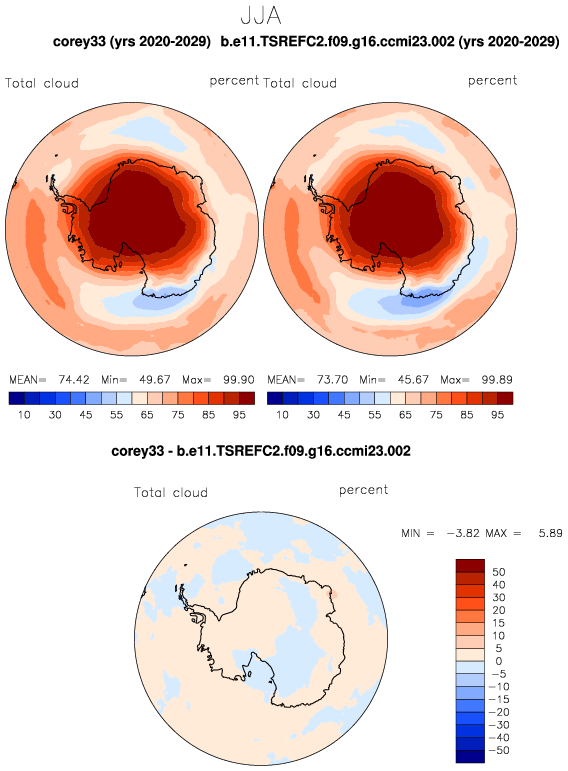 JJA
corey33 (yrs 2020-2029) b.e11.TSREFC2.f09.g16.ccmi23.002 (yrs 2020-2029)
Total cloud percent Total cloud percent
MEAN= 74.42 Min= 49.67 Max= 99.90 MEAN= 73.70 Min= 45.67 Max= 99.89
10 30 45 55 65 75 85 95 10 30 45 55 65 75 85 95
corey33 - b.e11.TSREFC2.f09.g16.ccmi23.002
Total cloud percent
MIN = -3.82 MAX = 5.89
50
40
30
20
15
10
5
0
-5
-10
-15
-20
-30
-40
-50